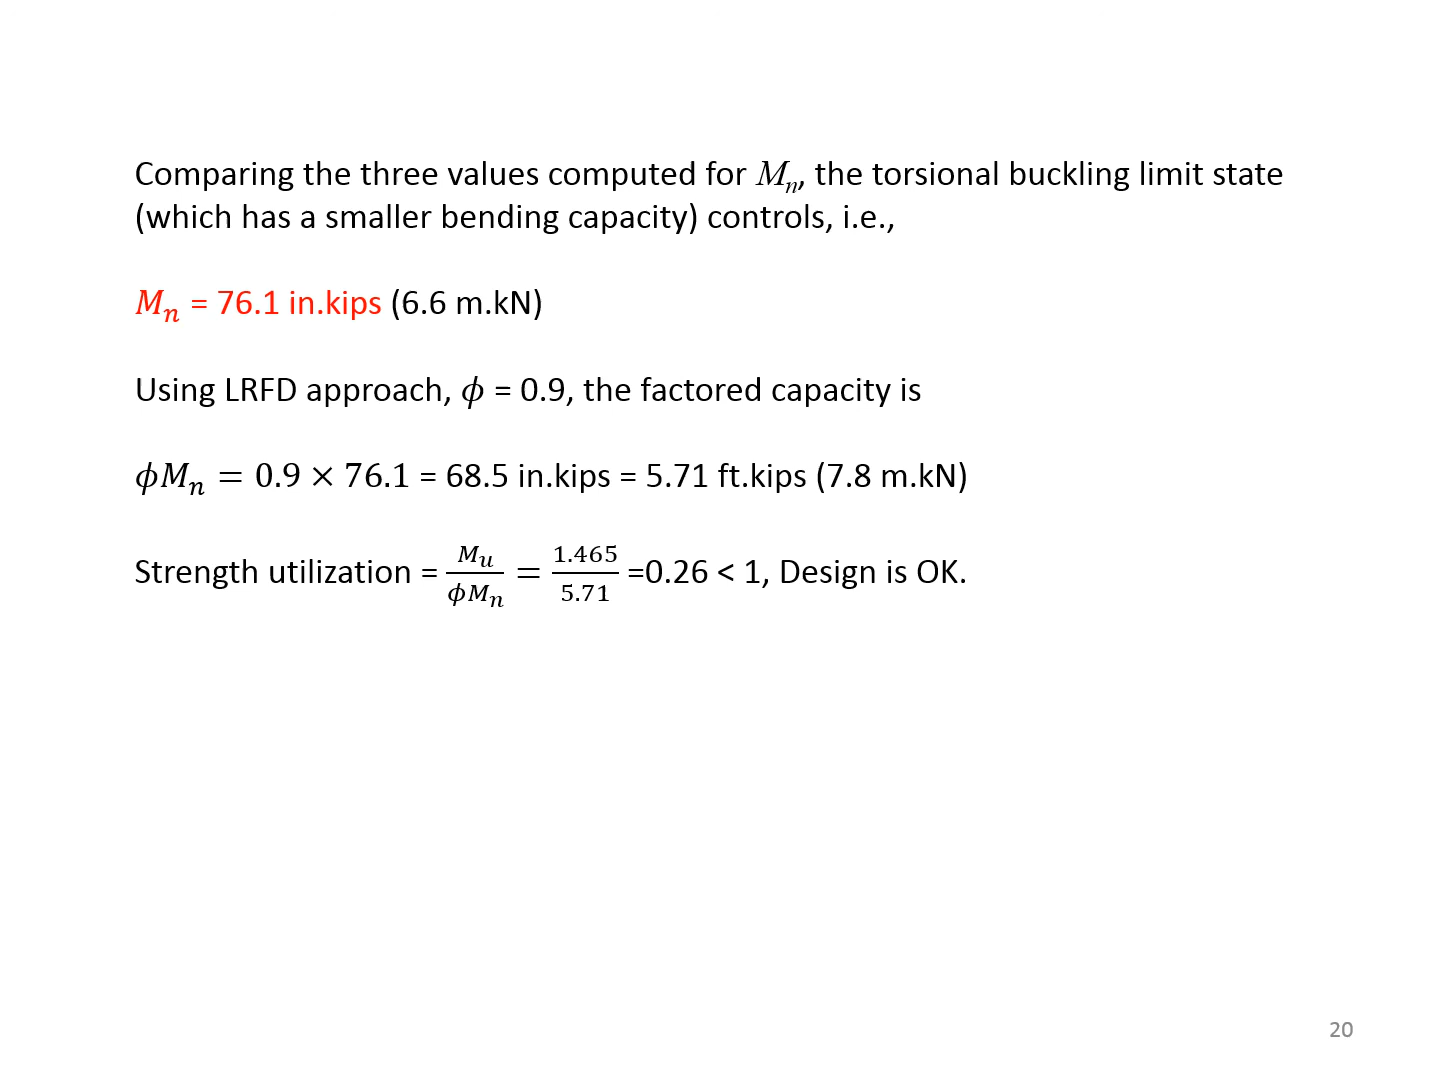 Comparing the three values computed for Mₙ, the torsional buckling limit state
(which has a smaller bending capacity) controls, i.e.,
𝑀ₙ = 76.1 in.kips (6.6 m.kN)
Using LRFD approach, 𝜙 = 0.9, the factored capacity is
𝜙𝑀ₙ = 0.9 × 76.1 = 68.5 in.kips = 5.71 ft.kips (7.8 m.kN)
Strength utilization = 𝑀ᵤ/𝜙𝑀ₙ = 1.465/5.71 =0.26 < 1, Design is OK.
20